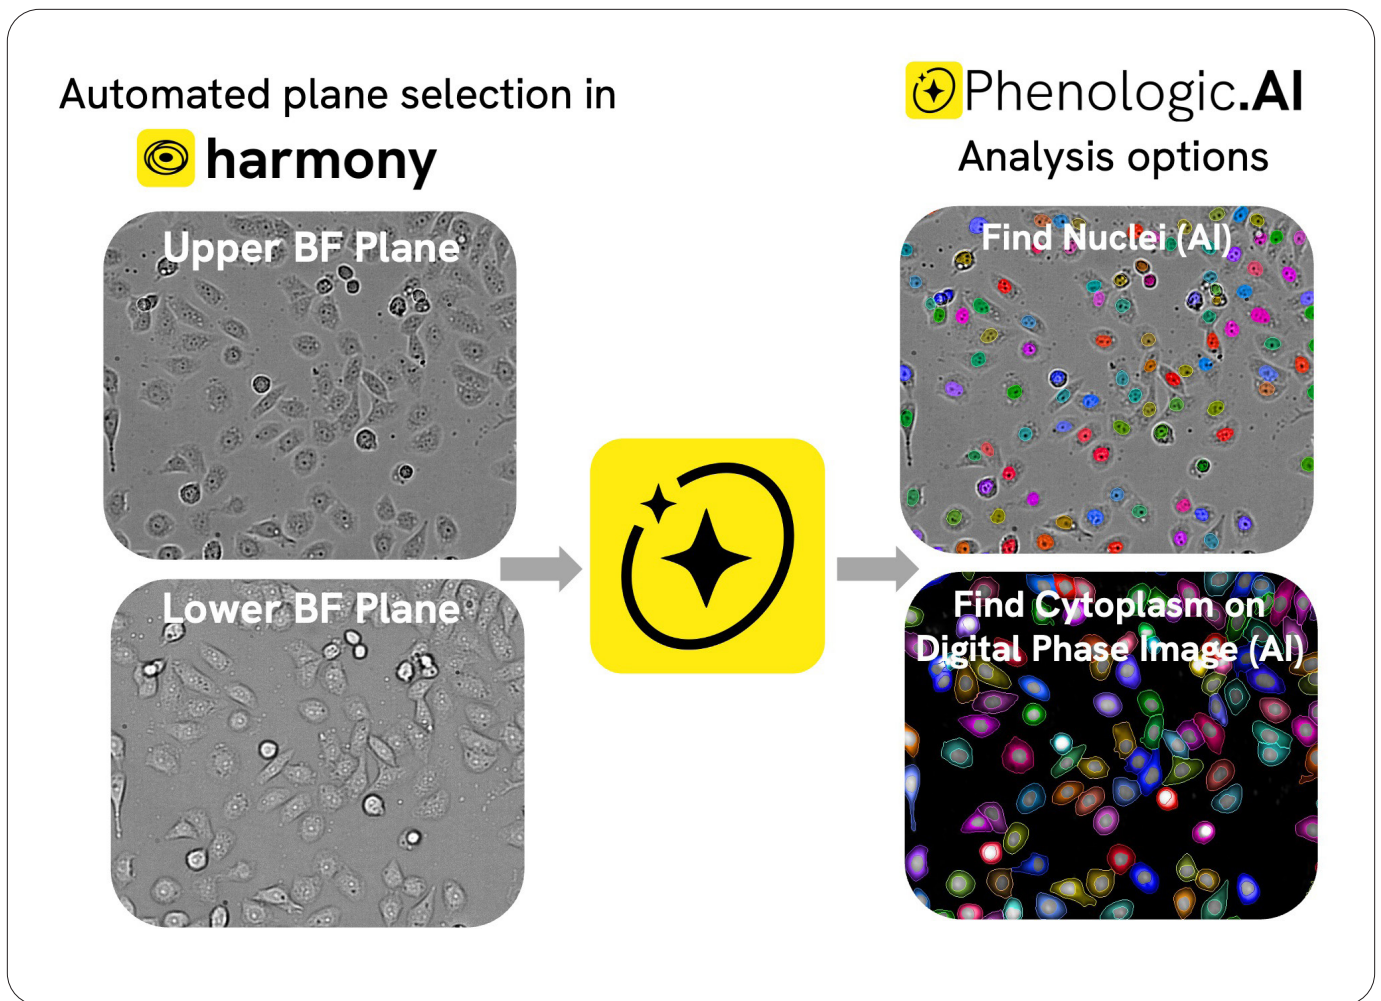 Automated plane selection in
harmony
Upper BF Plane
Lower BF Plane
Phenologic.AI
Analysis options
Find Nuclei (AI)
Find Cytoplasm on
Digital Phase Image (AI)